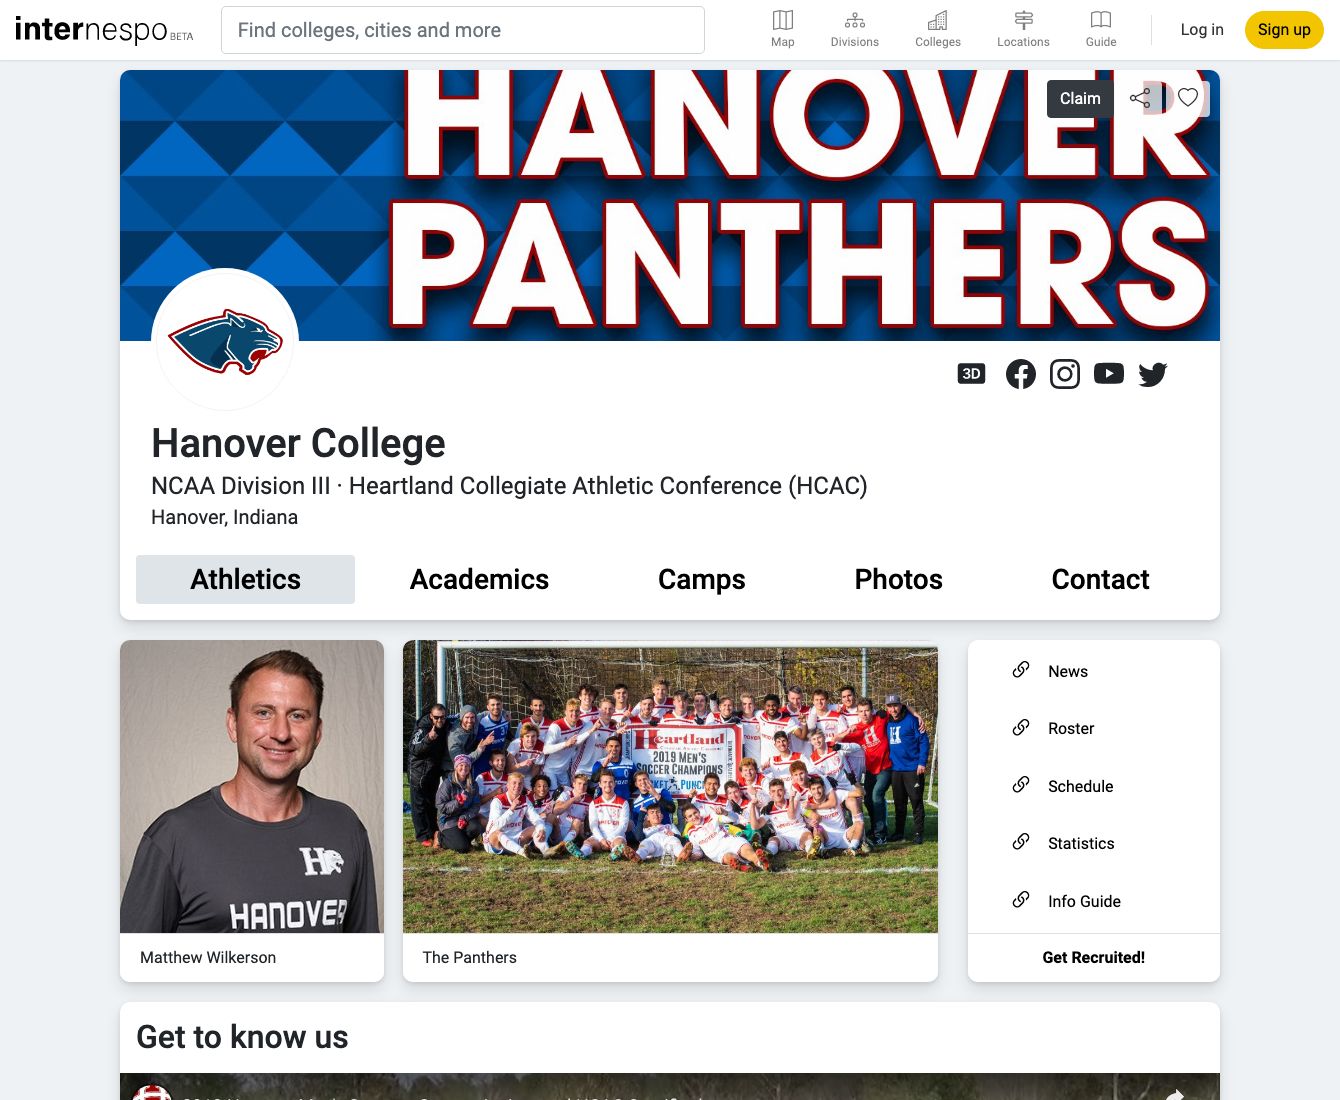 internespo BETA
Find colleges, cities and more
Map
Divisions
Colleges
Locations
Guide
Log in
Sign up
HANOVER
PANTHERS
Claim
3D
Hanover College
NCAA Division III · Heartland Collegiate Athletic Conference (HCAC)
Hanover, Indiana
Athletics
Academics
Camps
Photos
Contact
H
HANOVER
Heartland
2019 MEN'S
SOCCER CHAMPIONS
Matthew Wilkerson
The Panthers
News
Roster
Schedule
Statistics
Info Guide
Get Recruited!
Get to know us